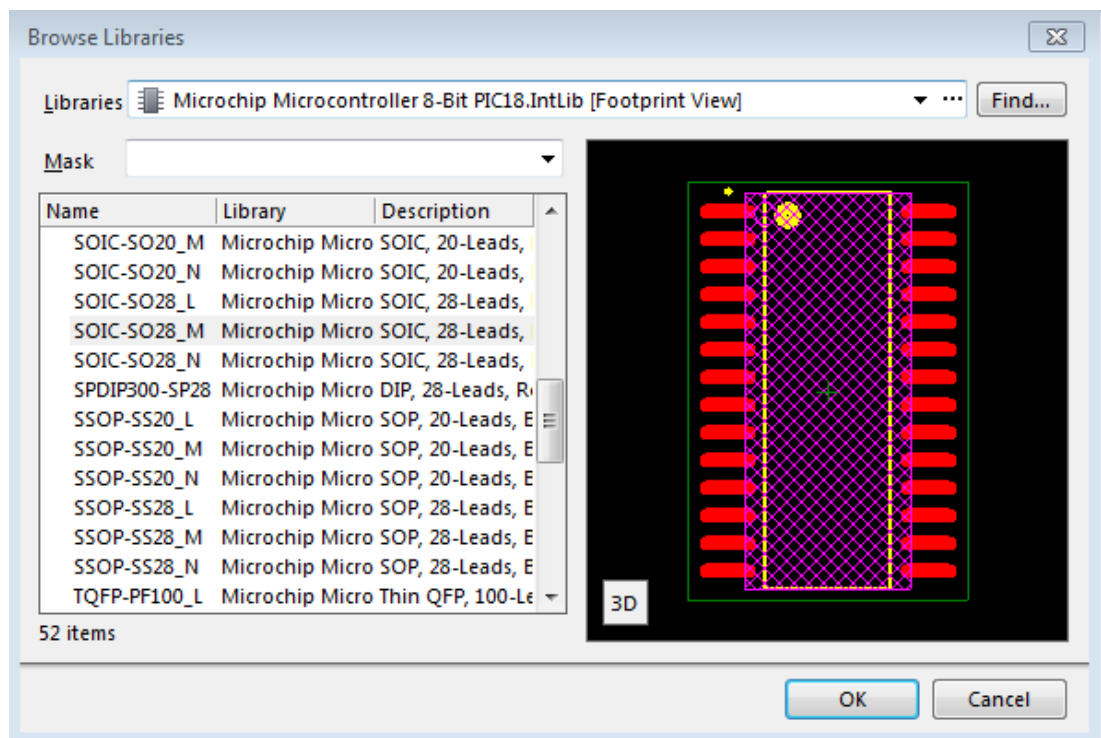 Browse Libraries
Libraries Microchip Microcontroller 8-Bit PIC18.IntLib [Footprint View] ... Find...
Mask
Name Library Description
SOIC-SO20_M Microchip Micro SOIC, 20-Leads,
SOIC-SO20_N Microchip Micro SOIC, 20-Leads,
SOIC-SO28_L Microchip Micro SOIC, 28-Leads,
SOIC-SO28_M Microchip Micro SOIC, 28-Leads,
SOIC-SO28_N Microchip Micro SOIC, 28-Leads,
SPDIP300-SP28 Microchip Micro DIP, 28-Leads, R
SSOP-SS20_L Microchip Micro SOP, 20-Leads, E
SSOP-SS20_M Microchip Micro SOP, 20-Leads, E
SSOP-SS20_N Microchip Micro SOP, 20-Leads, E
SSOP-SS28_L Microchip Micro SOP, 28-Leads, E
SSOP-SS28_M Microchip Micro SOP, 28-Leads, E
SSOP-SS28_N Microchip Micro SOP, 28-Leads, E
TQFP-PF100_L Microchip Micro Thin QFP, 100-Le
3D
52 items
OK Cancel